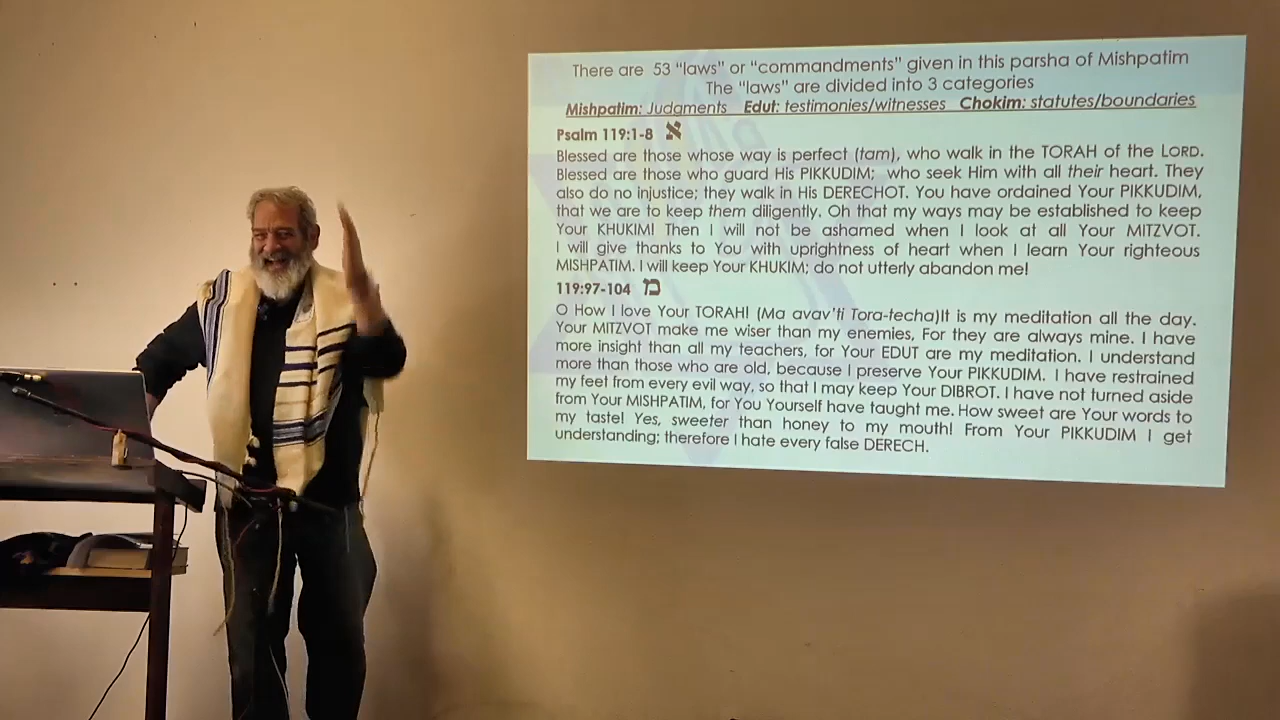 There are 53 “laws” or “commandments” given in this parsha of Mishpatim
The “laws” are divided into 3 categories
Mishpatim: Judgments Edut: testimonies/witnesses Chokim: statutes/boundaries
Psalm 119:1-8 א
Blessed are those whose way is perfect (tam), who walk in the TORAH of the LORD.
Blessed are those who guard His PIKKUDIM; who seek Him with all their heart. They
also do no injustice; they walk in His DERECHOT. You have ordained Your PIKKUDIM,
that we are to keep them diligently. Oh that my ways may be established to keep
Your KHUKIM! Then I will not be ashamed when I look at all Your MITZVOT.
I will give thanks to You with uprightness of heart when I learn Your righteous
MISHPATIM. I will keep Your KHUKIM; do not utterly abandon me!
119:97-104 מ
O How I love Your TORAH! (Ma avav’ti Tora-techa)It is my meditation all the day.
Your MITZVOT make me wiser than my enemies, For they are always mine. I have
more insight than all my teachers, for Your EDUT are my meditation. I understand
more than those who are old, because I preserve Your PIKKUDIM. I have restrained
my feet from every evil way, so that I may keep Your DIBROT. I have not turned aside
from Your MISHPATIM, for You Yourself have taught me. How sweet are Your words to
my taste! Yes, sweeter than honey to my mouth! From Your PIKKUDIM I get
understanding; therefore I hate every false DERECH.